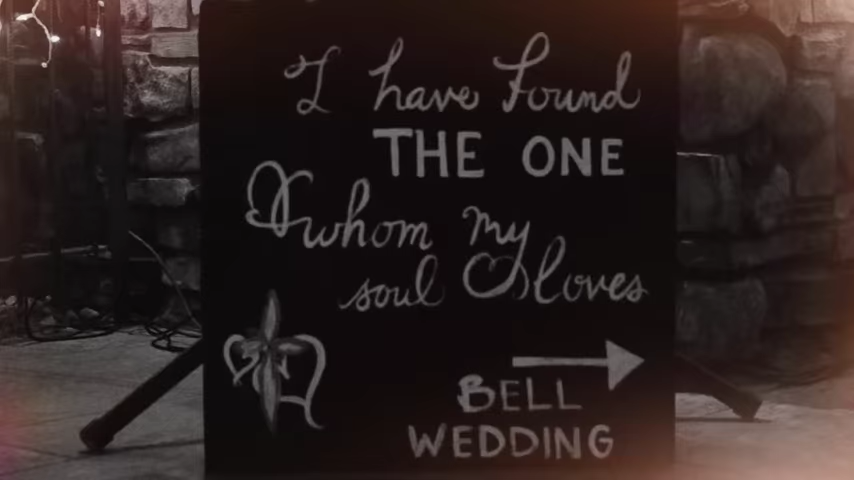 I have found
THE ONE
whom my
soul loves
BELL
WEDDING